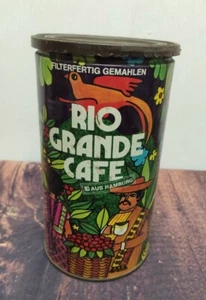 FILTERFERTIG GEMAHLEN
RIO
GRANDE
CAFE
AUS HAMBURG